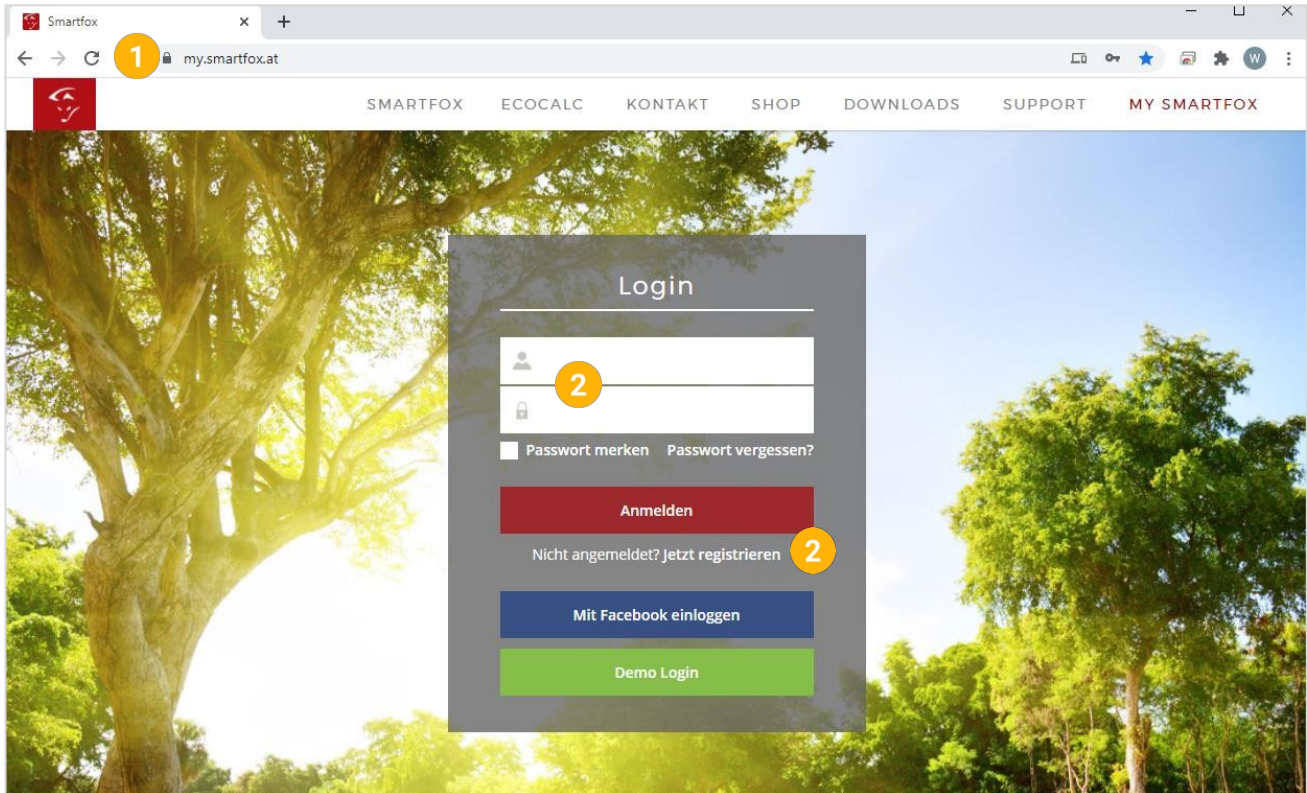 Smartfox
1
my.smartfox.at
W
SMARTFOX ECOCALC KONTAKT SHOP DOWNLOADS SUPPORT MY SMARTFOX
Login
2
Passwort merken Passwort vergessen?
Anmelden
Nicht angemeldet? Jetzt registrieren 2
Mit Facebook einloggen
Demo Login